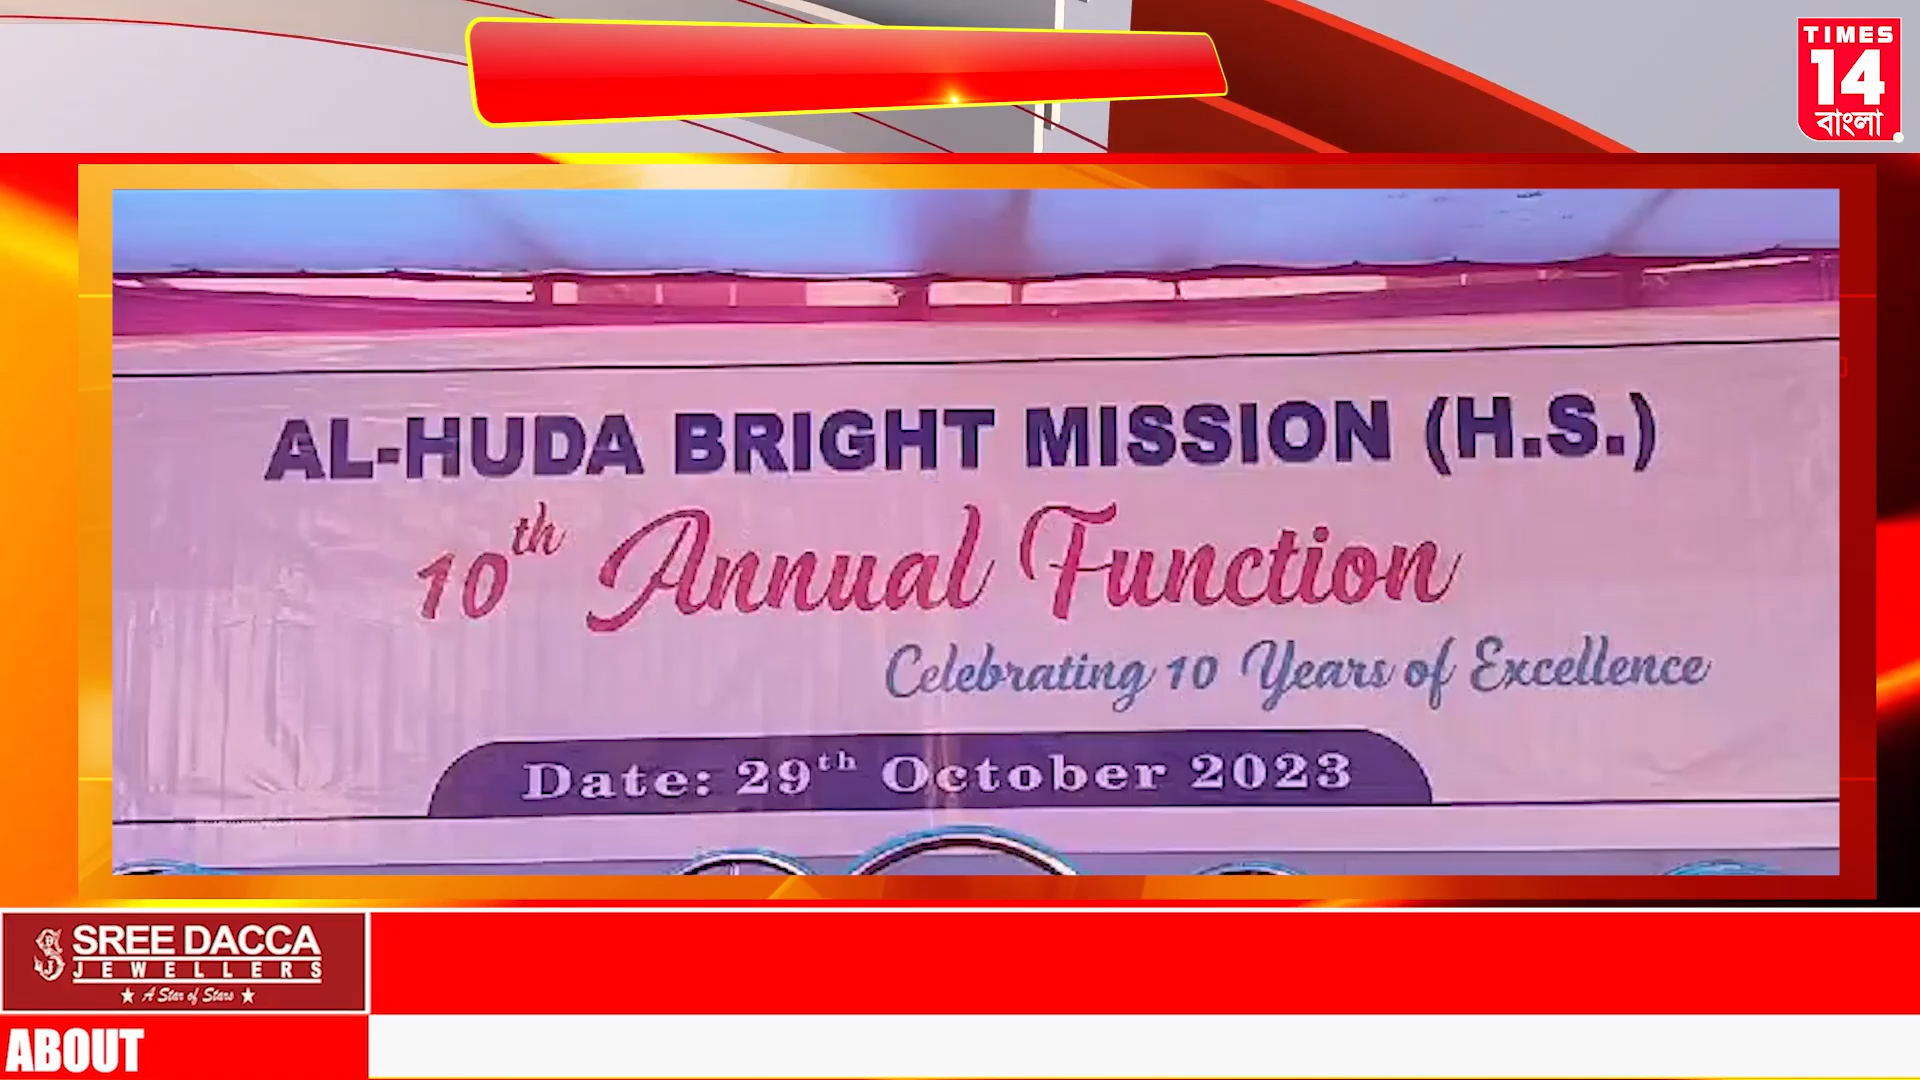 TIMES
14
বাংলা
AL-HUDA BRIGHT MISSION (H.S.)
10th Annual Function
Celebrating 10 Years of Excellence
Date: 29th October 2023
SREE DACCA
JEWELLERS
★ A Star of Stars ★
ABOUT